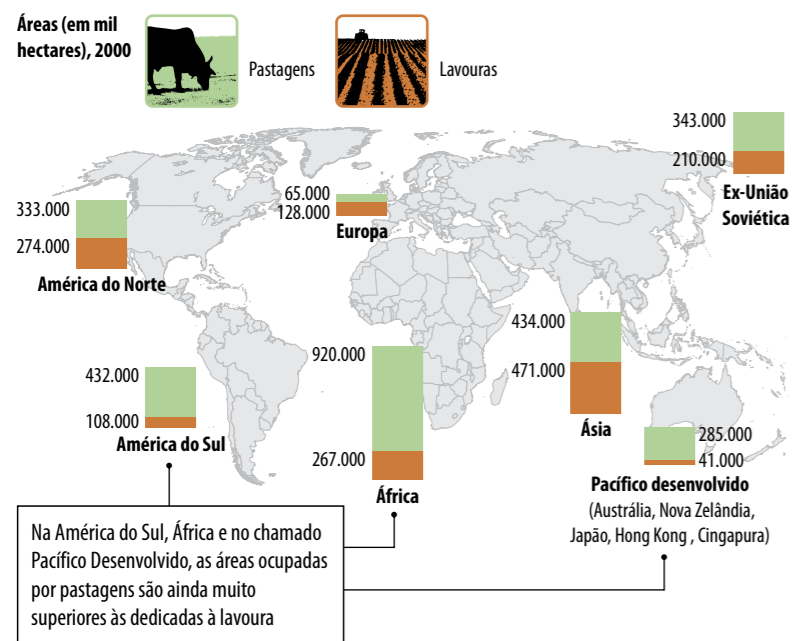 Áreas (em mil
hectares), 2000
Pastagens
Lavouras
343.000
210.000
Ex-União
Soviética
65.000
128.000
Europa
333.000
274.000
América do Norte
434.000
471.000
Ásia
920.000
267.000
África
432.000
108.000
América do Sul
285.000
41.000
Pacífico desenvolvido
(Austrália, Nova Zelândia,
Japão, Hong Kong , Cingapura)
Na América do Sul, África e no chamado
Pacífico Desenvolvido, as áreas ocupadas
por pastagens são ainda muito
superiores às dedicadas à lavoura